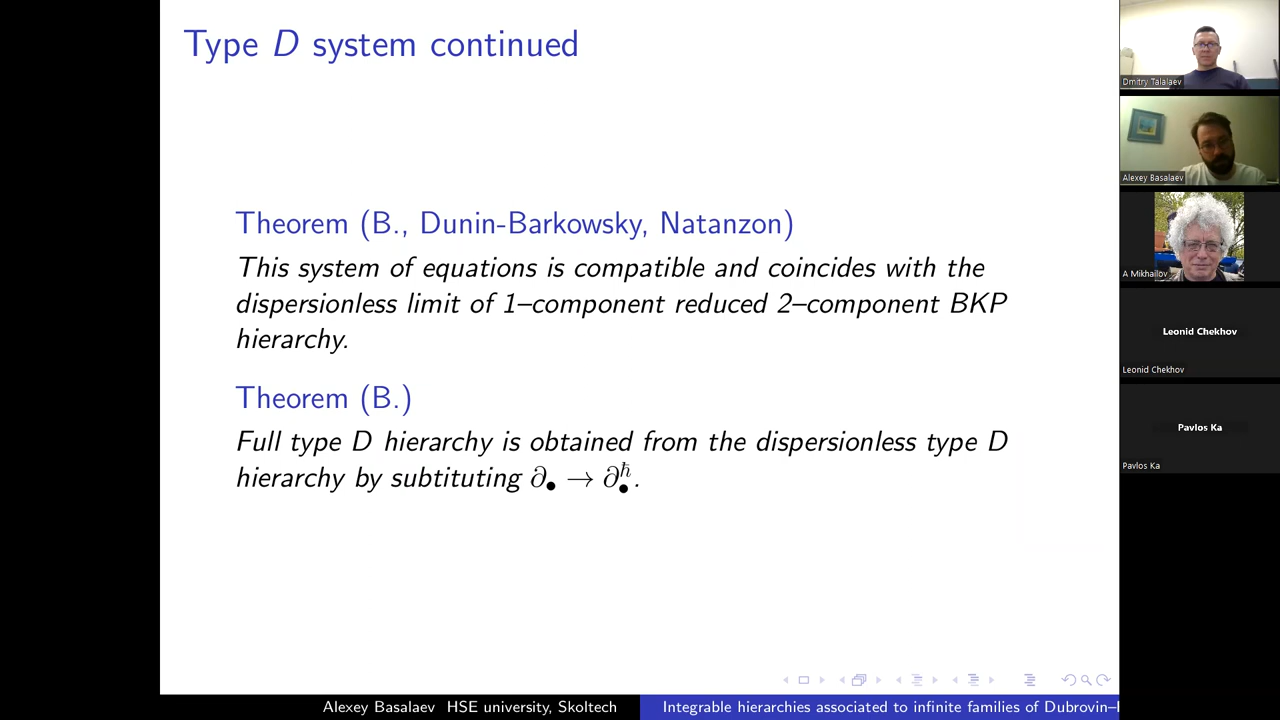 Type D system continued
Theorem (B., Dunin-Barkowsky, Natanzon)
This system of equations is compatible and coincides with the
dispersionless limit of 1–component reduced 2–component BKP
hierarchy.
Theorem (B.)
Full type D hierarchy is obtained from the dispersionless type D
hierarchy by subtituting ∂• → ∂•^ℏ.
Alexey Basalaev HSE university, Skoltech
Integrable hierarchies associated to infinite families of Dubrovin–
Dmitry Talalaev
Alexey Basalaev
A Mikhailov
Leonid Chekhov
Leonid Chekhov
Pavlos Ka
Pavlos Ka